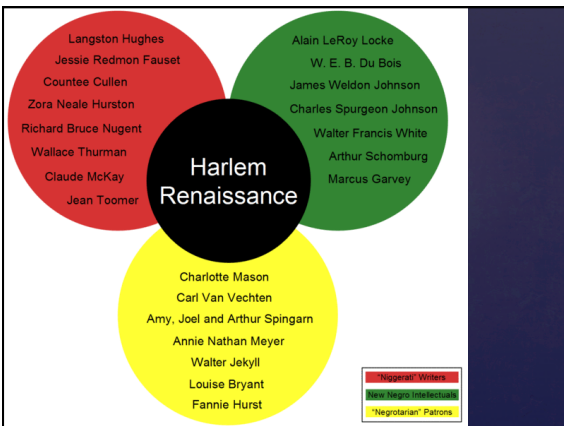 Langston Hughes
Jessie Redmon Fauset
Countee Cullen
Zora Neale Hurston
Richard Bruce Nugent
Wallace Thurman
Claude McKay
Jean Toomer
Alain LeRoy Locke
W. E. B. Du Bois
James Weldon Johnson
Charles Spurgeon Johnson
Walter Francis White
Arthur Schomburg
Marcus Garvey
Harlem
Renaissance
Charlotte Mason
Carl Van Vechten
Amy, Joel and Arthur Spingarn
Annie Nathan Meyer
Walter Jekyll
Louise Bryant
Fannie Hurst
"Niggerati" Writers
New Negro Intellectuals
"Negrotarian" Patrons